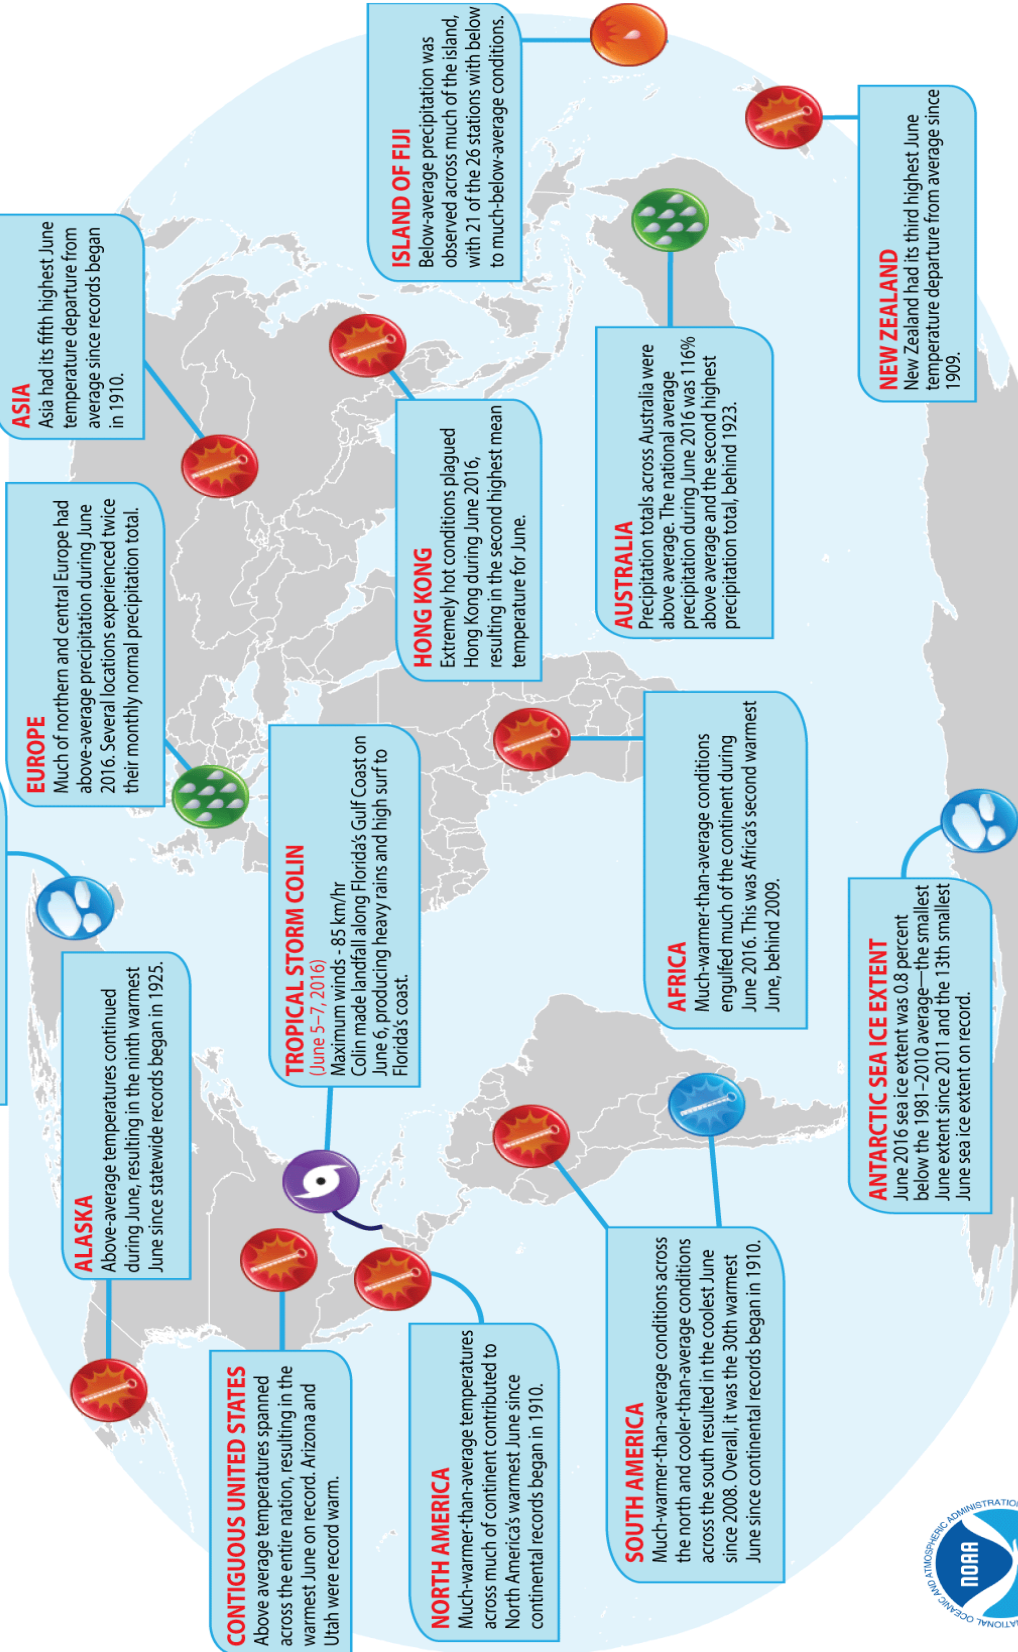 ALASKA
Above-average temperatures continued
during June, resulting in the ninth warmest
June since statewide records began in 1925.
CONTIGUOUS UNITED STATES
Above average temperatures spanned
across the entire nation, resulting in the
warmest June on record. Arizona and
Utah were record warm.
NORTH AMERICA
Much-warmer-than-average temperatures
across much of continent contributed to
North America's warmest June since
continental records began in 1910.
SOUTH AMERICA
Much-warmer-than-average conditions across
the north and cooler-than-average conditions
across the south resulted in the coolest June
since 2008. Overall, it was the 30th warmest
June since continental records began in 1910.
TROPICAL STORM COLIN
(June 5–7, 2016)
Maximum winds - 85 km/hr
Colin made landfall along Florida's Gulf Coast on
June 6, producing heavy rains and high surf to
Florida's coast.
EUROPE
Much of northern and central Europe had
above-average precipitation during June
2016. Several locations experienced twice
their monthly normal precipitation total.
AFRICA
Much-warmer-than-average conditions
engulfed much of the continent during
June 2016. This was Africa's second warmest
June, behind 2009.
ANTARCTIC SEA ICE EXTENT
June 2016 sea ice extent was 0.8 percent
below the 1981–2010 average—the smallest
June extent since 2011 and the 13th smallest
June sea ice extent on record.
ASIA
Asia had its fifth highest June
temperature departure from
average since records began
in 1910.
HONG KONG
Extremely hot conditions plagued
Hong Kong during June 2016,
resulting in the second highest mean
temperature for June.
AUSTRALIA
Precipitation totals across Australia were
above average. The national average
precipitation during June 2016 was 116%
above average and the second highest
precipitation total, behind 1923.
ISLAND OF FIJI
Below-average precipitation was
observed across much of the island,
with 21 of the 26 stations with below
to much-below-average conditions.
NEW ZEALAND
New Zealand had its third highest June
temperature departure from average since
1909.
OCEANIC AND ATMOSPHERIC
NOAA